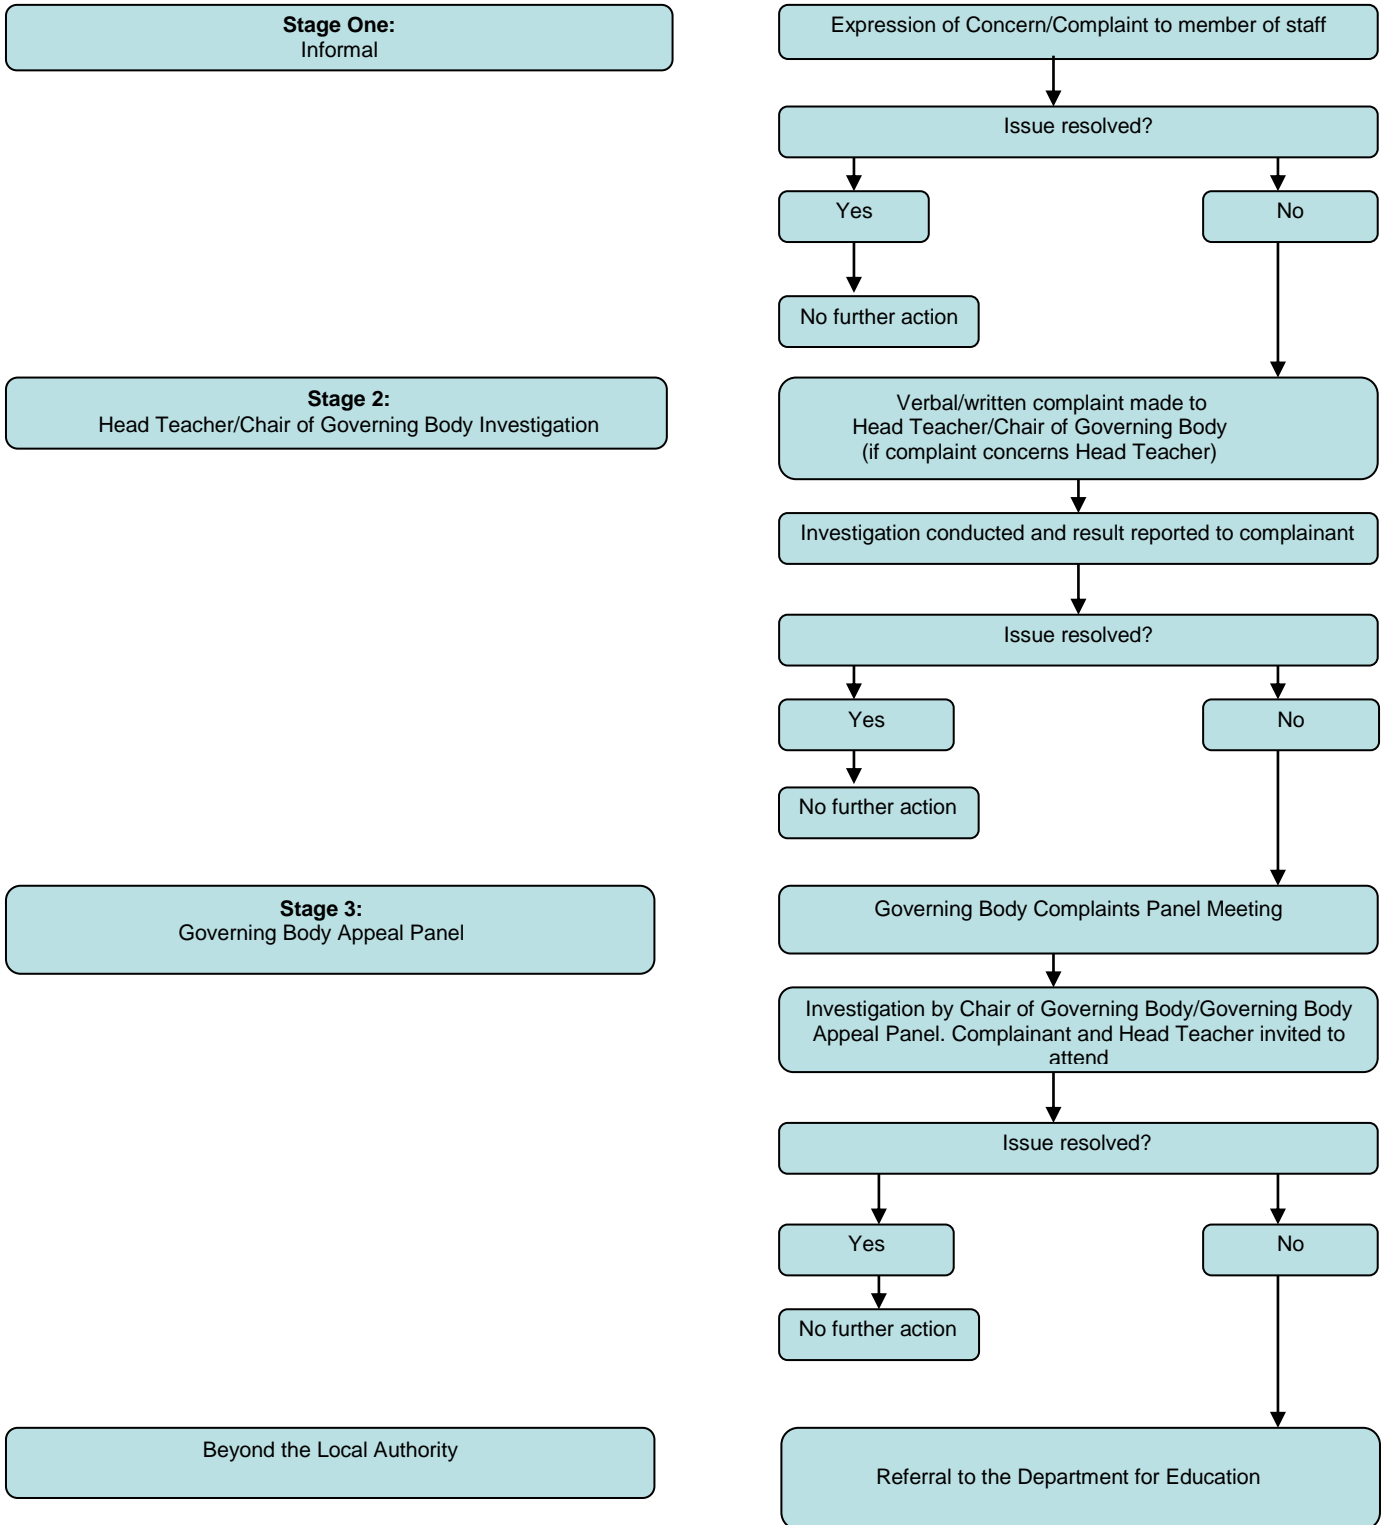 Stage One:
Informal
Expression of Concern/Complaint to member of staff
Issue resolved?
Yes
No
No further action
Stage 2:
Head Teacher/Chair of Governing Body Investigation
Verbal/written complaint made to
Head Teacher/Chair of Governing Body
(if complaint concerns Head Teacher)
Investigation conducted and result reported to complainant
Issue resolved?
Yes
No
No further action
Stage 3:
Governing Body Appeal Panel
Governing Body Complaints Panel Meeting
Investigation by Chair of Governing Body/Governing Body
Appeal Panel. Complainant and Head Teacher invited to
attend
Issue resolved?
Yes
No
No further action
Beyond the Local Authority
Referral to the Department for Education